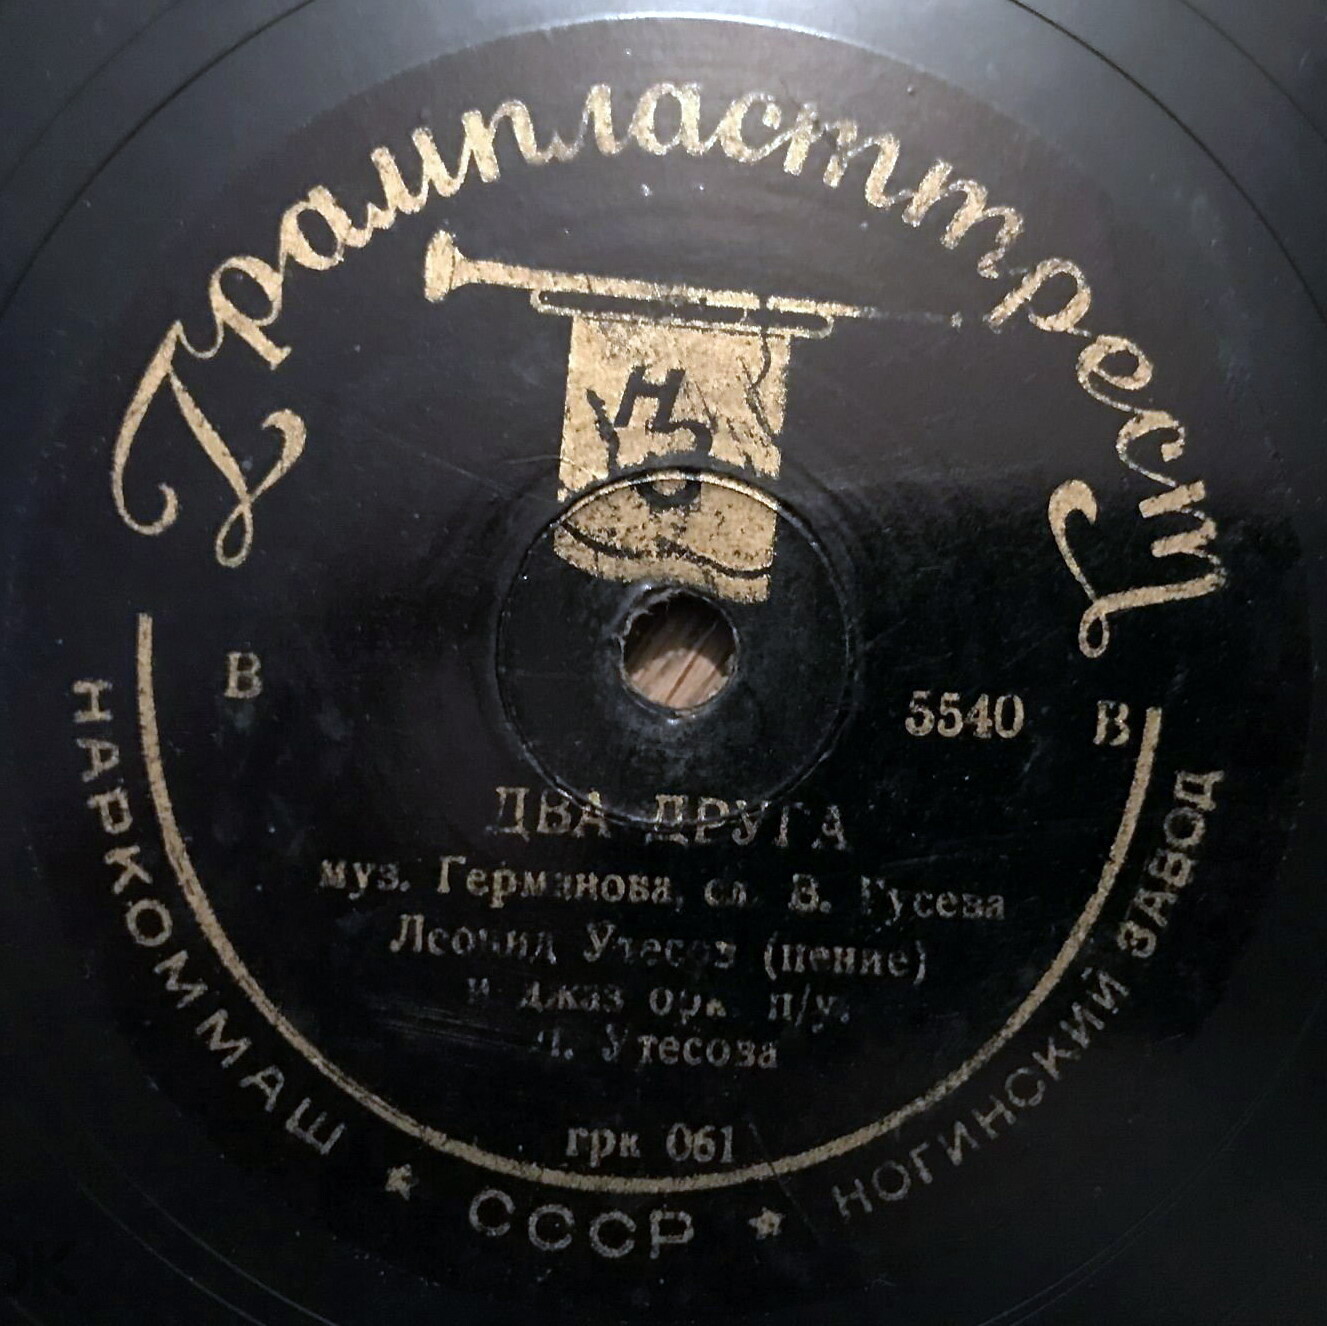 Грампласттрест
НЗ
В
5540 В
ДВА ДРУГА
муз. Германова, сл. В. Гусева
Леонид Утесов (пение)
и джаз орк. п/у.
Л. Утесова
грк 061
НАРКОММАШ ★ СССР ★ НОГИНСКИЙ ЗАВОД